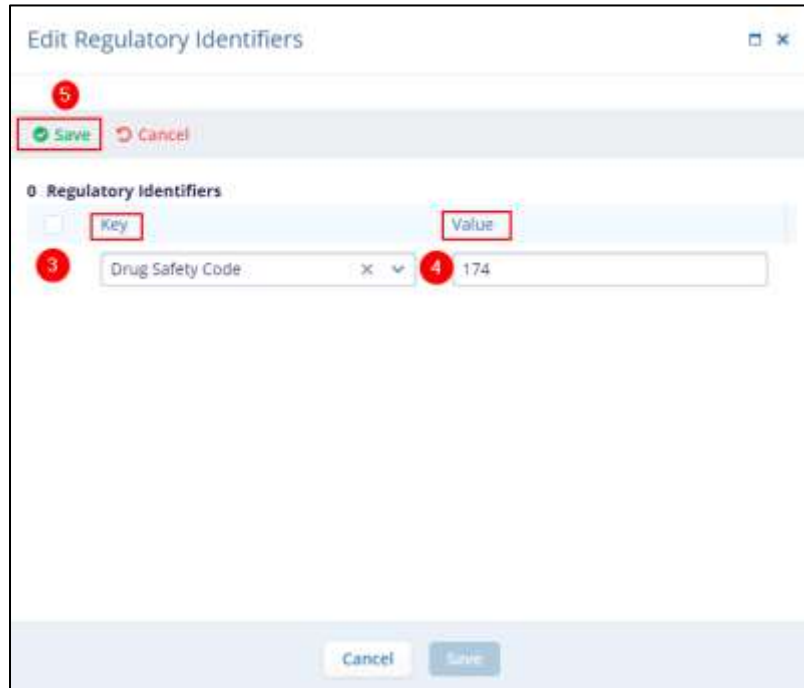 Edit Regulatory Identifiers
5
Save Cancel
0 Regulatory Identifiers
Key Value
3 Drug Safety Code 4 174
Cancel Save